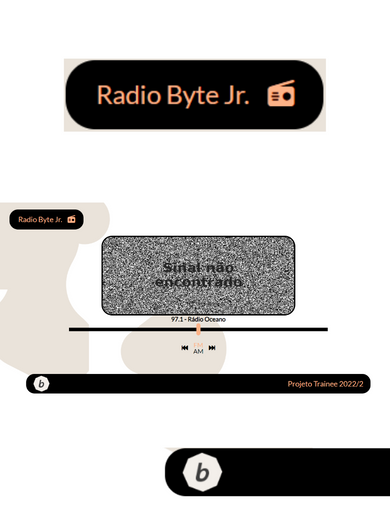 Radio Byte Jr.
Radio Byte Jr.
Sinal não
encontrado
97.1 - Rádio Oceano
FM
AM
b
Projeto Trainee 2022/2
b